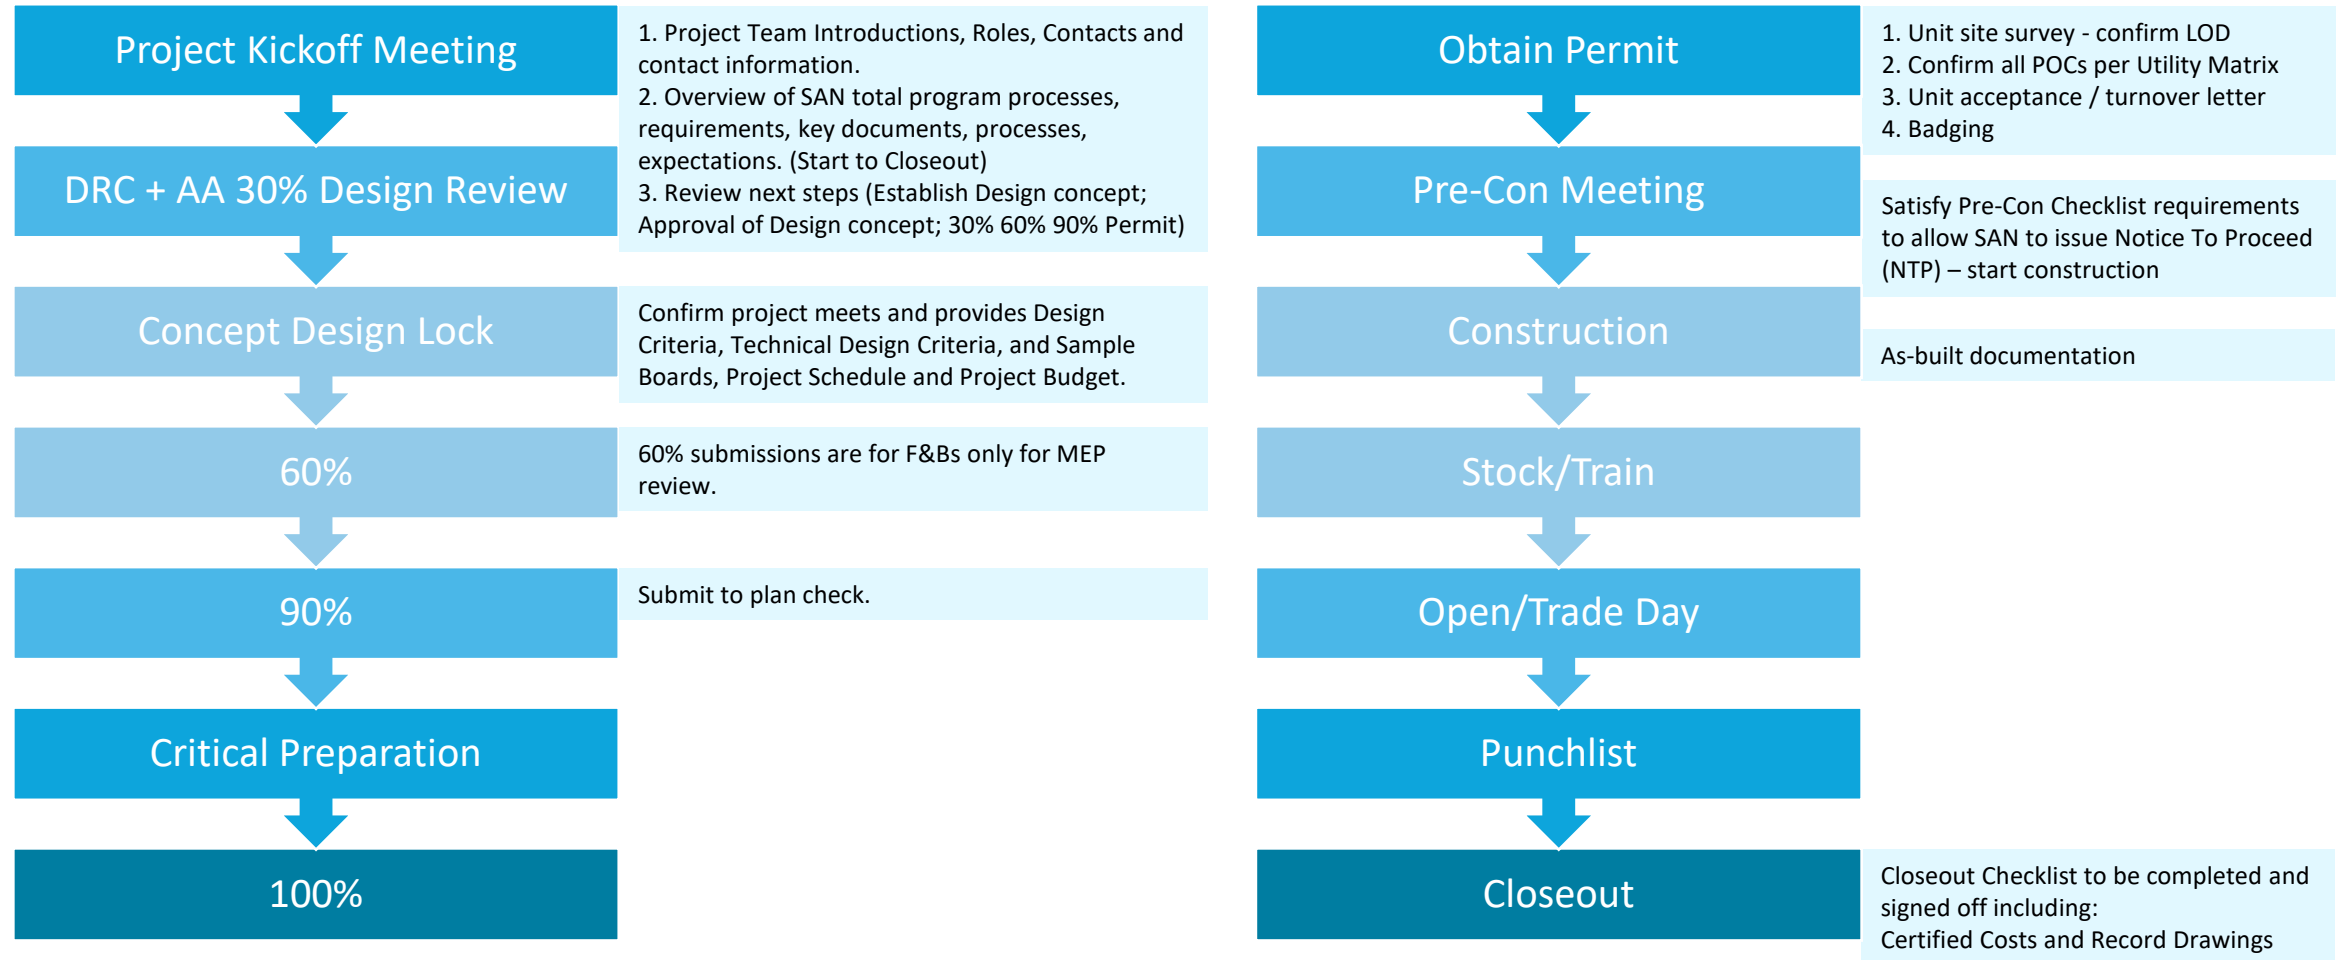 Project Kickoff Meeting
1. Project Team Introductions, Roles, Contacts and
contact information.
2. Overview of SAN total program processes,
requirements, key documents, processes,
expectations. (Start to Closeout)
3. Review next steps (Establish Design concept;
Approval of Design concept; 30% 60% 90% Permit)
DRC + AA 30% Design Review
Concept Design Lock
Confirm project meets and provides Design
Criteria, Technical Design Criteria, and Sample
Boards, Project Schedule and Project Budget.
60%
60% submissions are for F&Bs only for MEP
review.
90%
Submit to plan check.
Critical Preparation
100%
Obtain Permit
1. Unit site survey - confirm LOD
2. Confirm all POCs per Utility Matrix
3. Unit acceptance / turnover letter
4. Badging
Pre-Con Meeting
Satisfy Pre-Con Checklist requirements
to allow SAN to issue Notice To Proceed
(NTP) – start construction
Construction
As-built documentation
Stock/Train
Open/Trade Day
Punchlist
Closeout
Closeout Checklist to be completed and
signed off including:
Certified Costs and Record Drawings